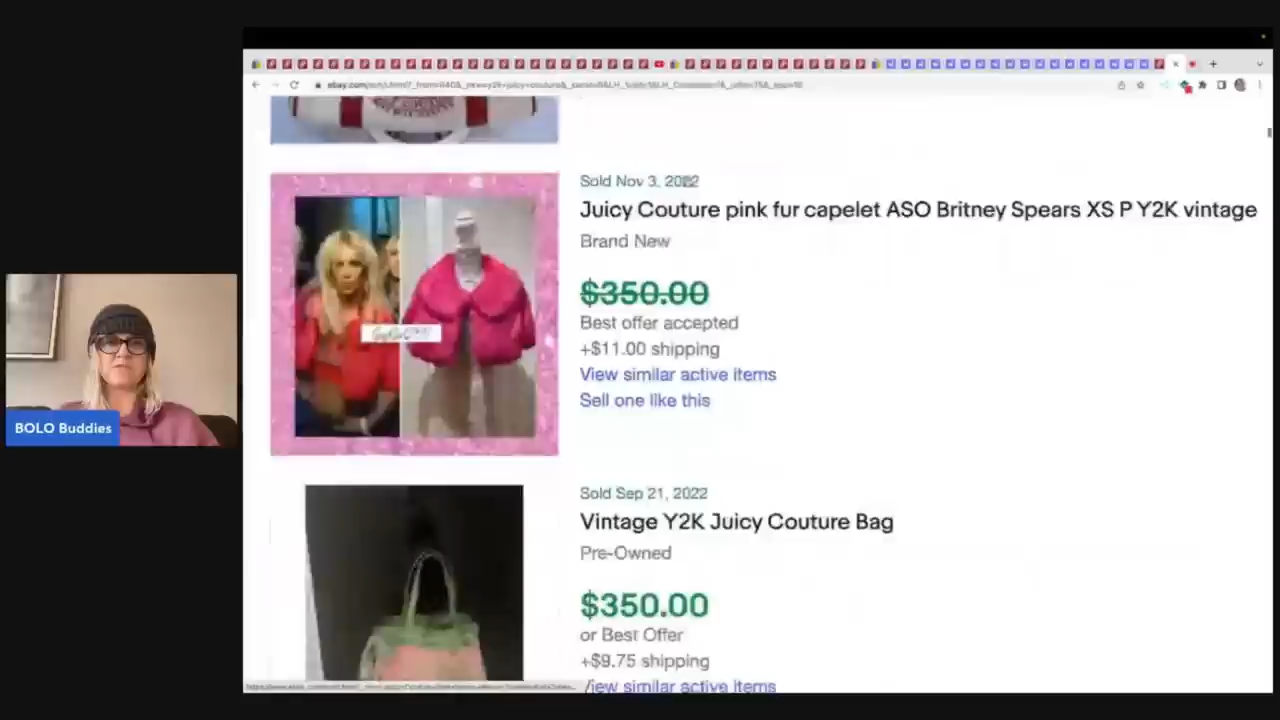 Sold Nov 3, 2022
Juicy Couture pink fur capelet ASO Britney Spears XS P Y2K vintage
Brand New
$350.00
Best offer accepted
+$11.00 shipping
View similar active items
Sell one like this
BOLO Buddies
Sold Sep 21, 2022
Vintage Y2K Juicy Couture Bag
Pre-Owned
$350.00
or Best Offer
+$9.75 shipping
View similar active items